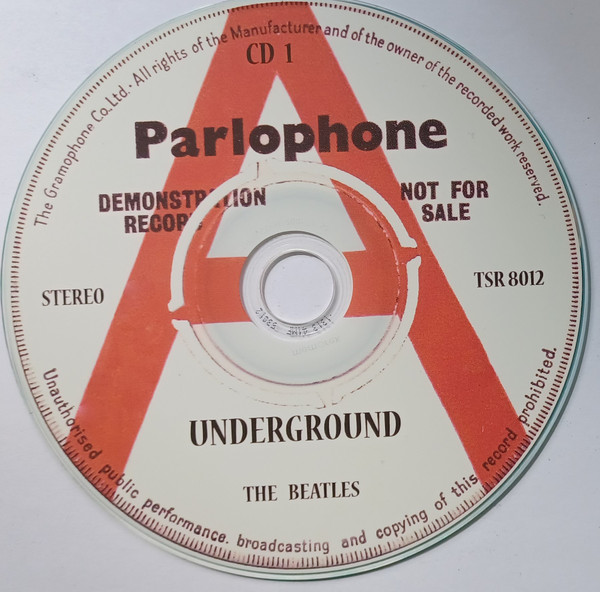 The Gramophone Co. Ltd. · All rights of the Manufacturer and of the owner of the recorded work reserved.
CD 1
Parlophone
DEMONSTRATION
RECORD
NOT FOR
SALE
STEREO
TSR 8012
UNDERGROUND
THE BEATLES
Unauthorised public performance. broadcasting and copying of this record prohibited.